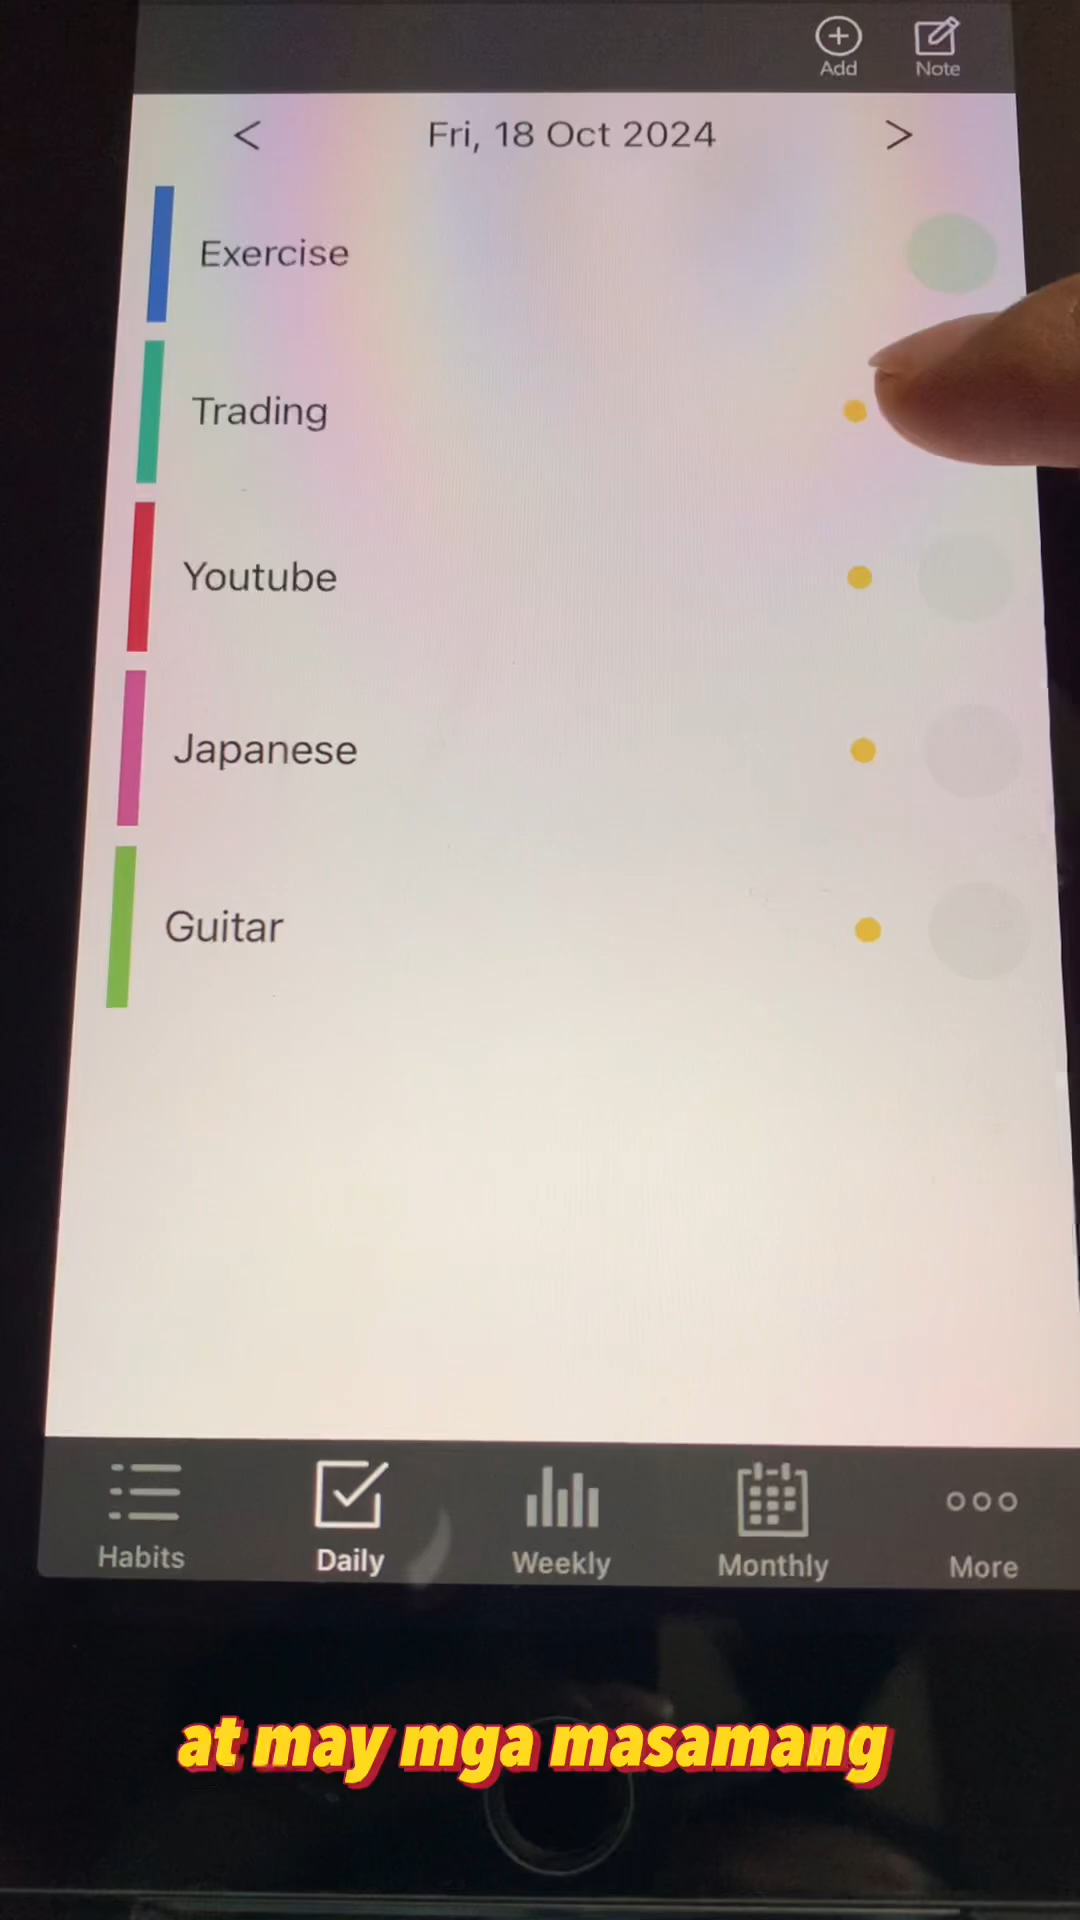 Add Note
< Fri, 18 Oct 2024 >
Exercise
Trading
Youtube
Japanese
Guitar
Habits Daily Weekly Monthly More
at may mga masamang